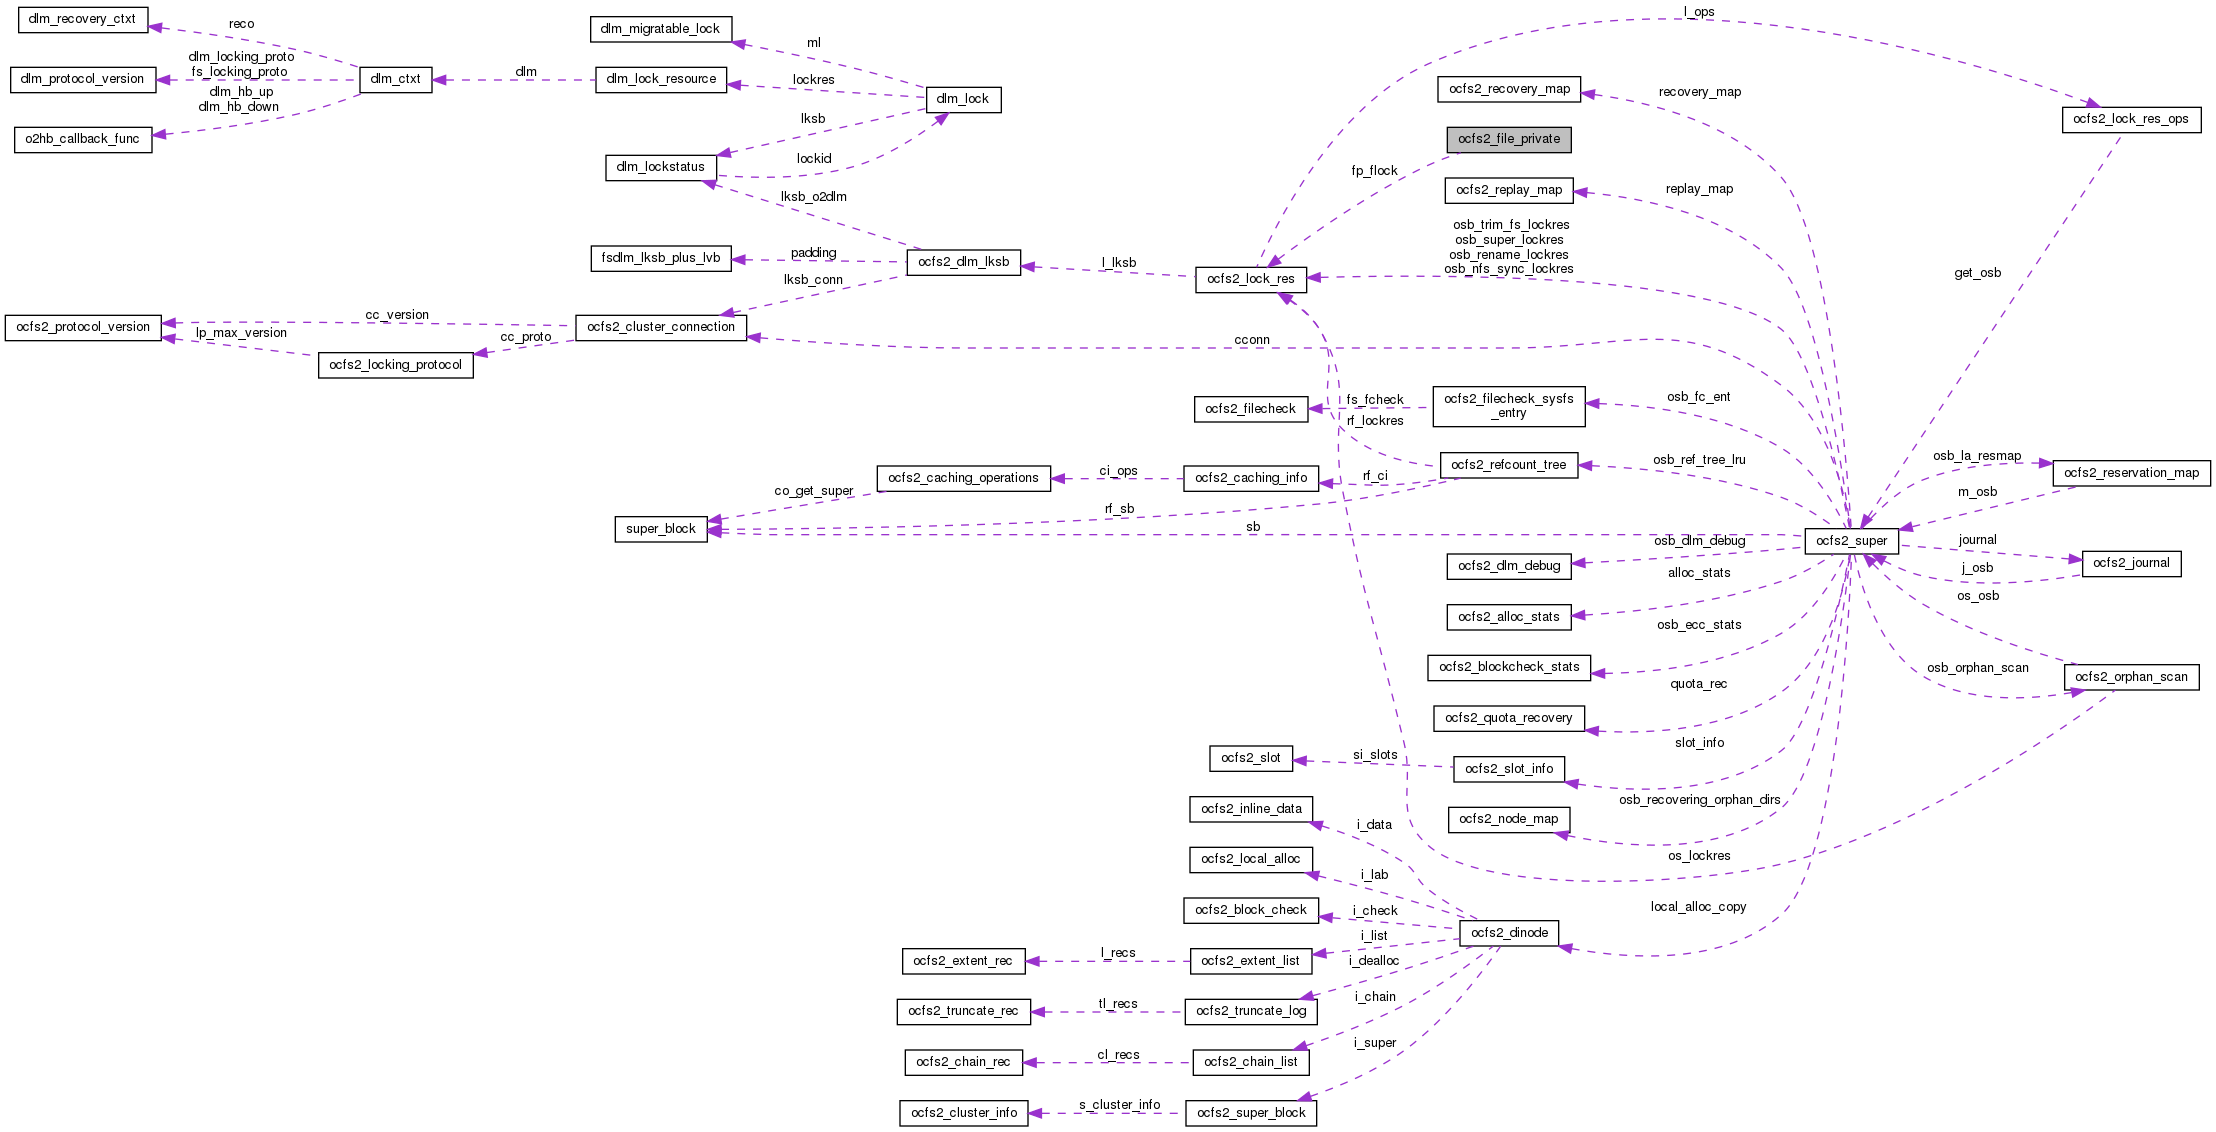 dlm_recovery_ctxt
reco
dlm_locking_proto
fs_locking_proto
dlm_protocol_version
dlm_hb_up
dlm_hb_down
o2hb_callback_func
dlm_ctxt
dlm
dlm_migratable_lock
ml
dlm_lock_resource
lockres
dlm_lock
lksb
lockid
dlm_lockstatus
lksb_o2dlm
fsdlm_lksb_plus_lvb
padding
ocfs2_dlm_lksb
lksb_conn
l_lksb
ocfs2_protocol_version
cc_version
lp_max_version
ocfs2_locking_protocol
cc_proto
ocfs2_cluster_connection
l_ops
ocfs2_recovery_map
recovery_map
ocfs2_file_private
fp_flock
ocfs2_replay_map
replay_map
osb_trim_fs_lockres
osb_super_lockres
osb_rename_lockres
osb_nfs_sync_lockres
ocfs2_lock_res
ocfs2_lock_res_ops
get_osb
cconn
ocfs2_filecheck
fs_fcheck
ocfs2_filecheck_sysfs
_entry
osb_fc_ent
rf_lockres
ocfs2_refcount_tree
osb_ref_tree_lru
ocfs2_caching_operations
ci_ops
ocfs2_caching_info
rf_ci
co_get_super
rf_sb
super_block
sb
osb_la_resmap
ocfs2_reservation_map
m_osb
ocfs2_super
journal
ocfs2_journal
j_osb
os_osb
osb_dlm_debug
ocfs2_dlm_debug
alloc_stats
ocfs2_alloc_stats
osb_ecc_stats
ocfs2_blockcheck_stats
quota_rec
ocfs2_quota_recovery
osb_orphan_scan
ocfs2_orphan_scan
slot_info
ocfs2_slot
si_slots
ocfs2_slot_info
osb_recovering_orphan_dirs
ocfs2_node_map
os_lockres
local_alloc_copy
ocfs2_inline_data
i_data
ocfs2_local_alloc
i_lab
ocfs2_block_check
i_check
ocfs2_dinode
i_list
ocfs2_extent_rec
l_recs
ocfs2_extent_list
i_dealloc
ocfs2_truncate_rec
tl_recs
ocfs2_truncate_log
i_chain
ocfs2_chain_rec
cl_recs
ocfs2_chain_list
i_super
ocfs2_cluster_info
s_cluster_info
ocfs2_super_block